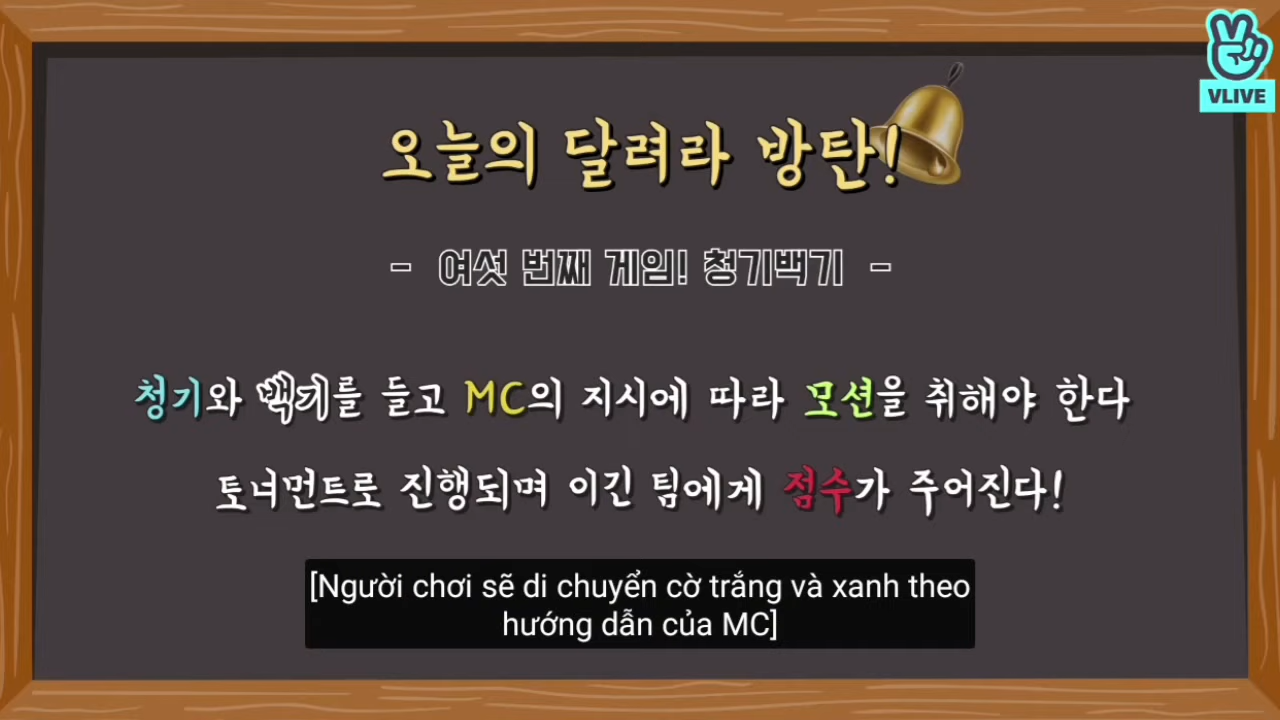 VLIVE
오늘의 달려라 방탄!
- 여섯 번째 게임! 청기백기 -
청기와 백기를 들고 MC의 지시에 따라 모션을 취해야 한다
토너먼트로 진행되며 이긴 팀에게 점수가 주어진다!
[Người chơi sẽ di chuyển cờ trắng và xanh theo
hướng dẫn của MC]